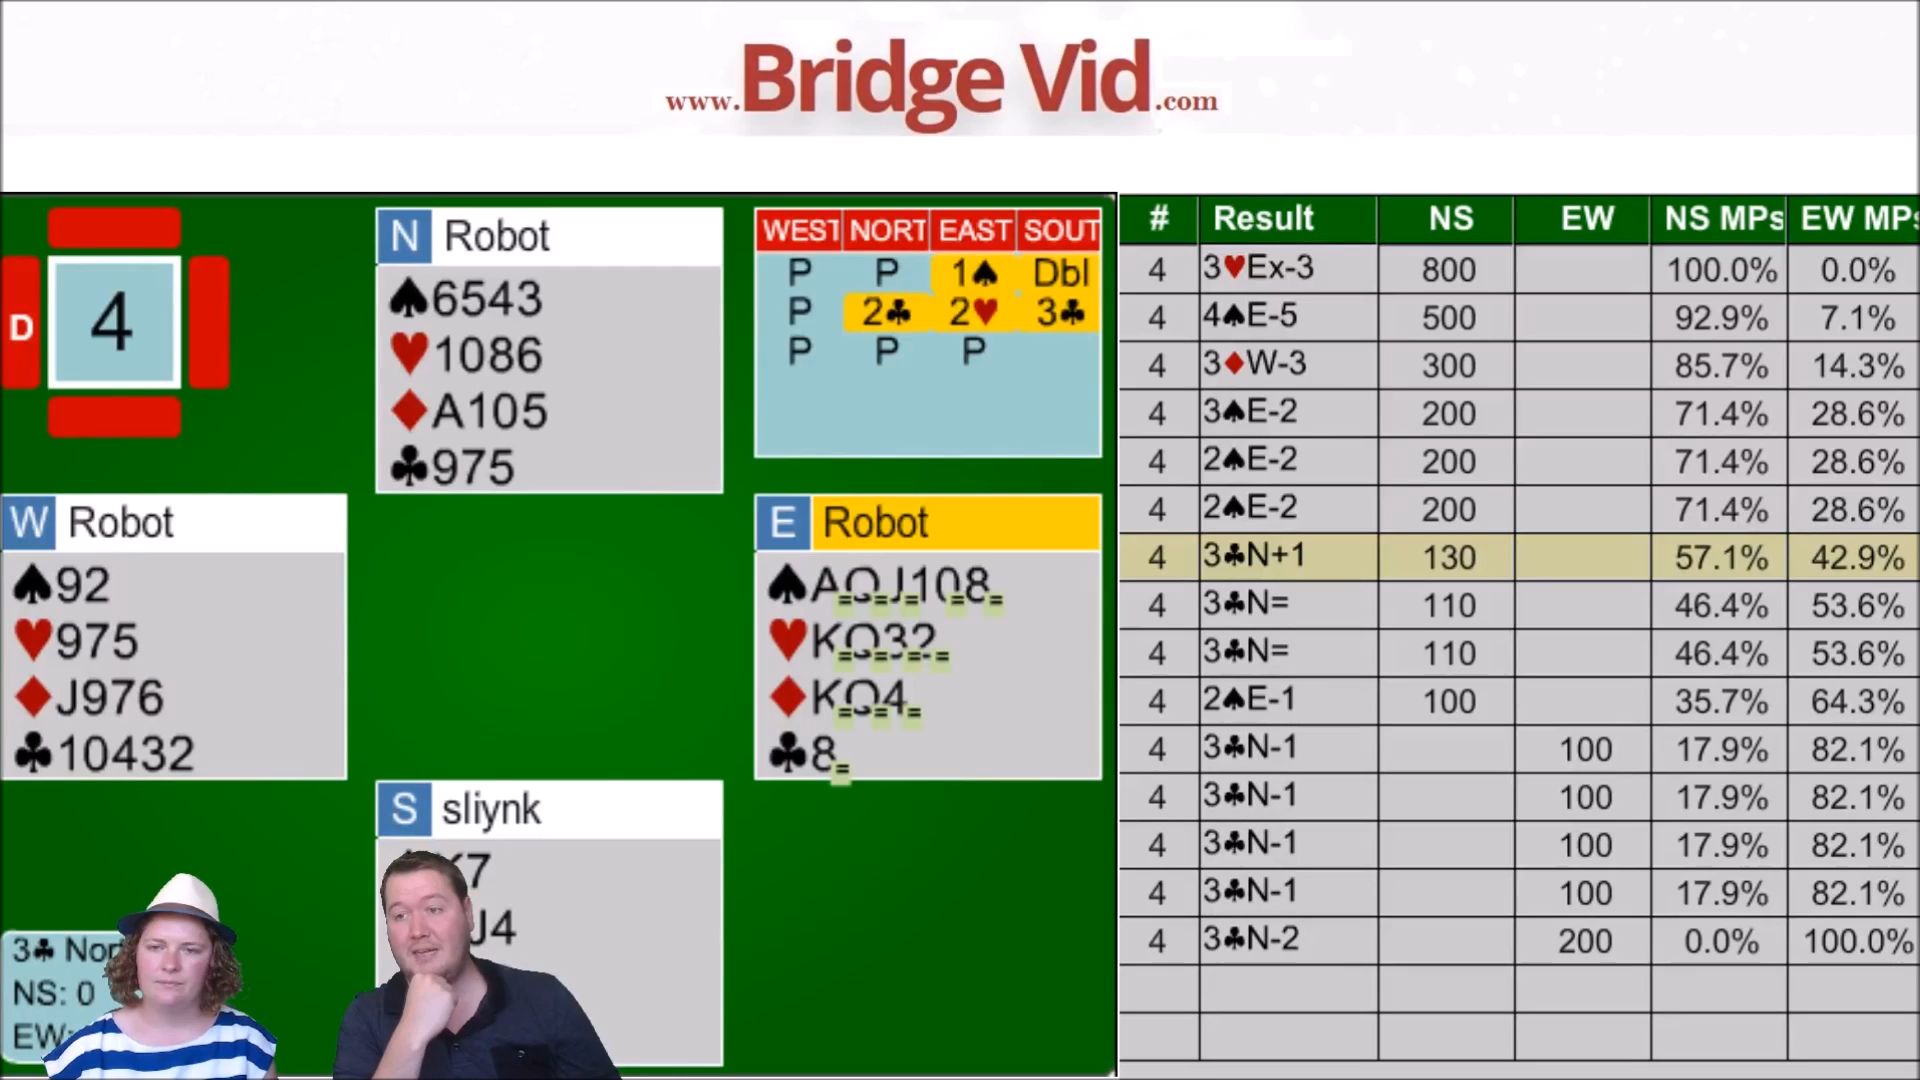 www.Bridge Vid.com
D
4
N Robot
♠6543
♥1086
♦A105
♣975
WEST NORT EAST SOUT
P P 1♠ Dbl
P 2♣ 2♥ 3♣
P P P
W Robot
♠92
♥975
♦J976
♣10432
E Robot
♠AQJ108
♥KQ32
♦KQ4
♣8
= = = = =
= = = =
= = =
=
S sliynk
K7
J4
3♣ Nor
NS: 0
EW:
# Result NS EW NS MPs EW MPs
4 3♥Ex-3 800 100.0% 0.0%
4 4♠E-5 500 92.9% 7.1%
4 3♦W-3 300 85.7% 14.3%
4 3♠E-2 200 71.4% 28.6%
4 2♠E-2 200 71.4% 28.6%
4 2♠E-2 200 71.4% 28.6%
4 3♣N+1 130 57.1% 42.9%
4 3♣N= 110 46.4% 53.6%
4 3♣N= 110 46.4% 53.6%
4 2♠E-1 100 35.7% 64.3%
4 3♣N-1 100 17.9% 82.1%
4 3♣N-1 100 17.9% 82.1%
4 3♣N-1 100 17.9% 82.1%
4 3♣N-1 100 17.9% 82.1%
4 3♣N-2 200 0.0% 100.0%